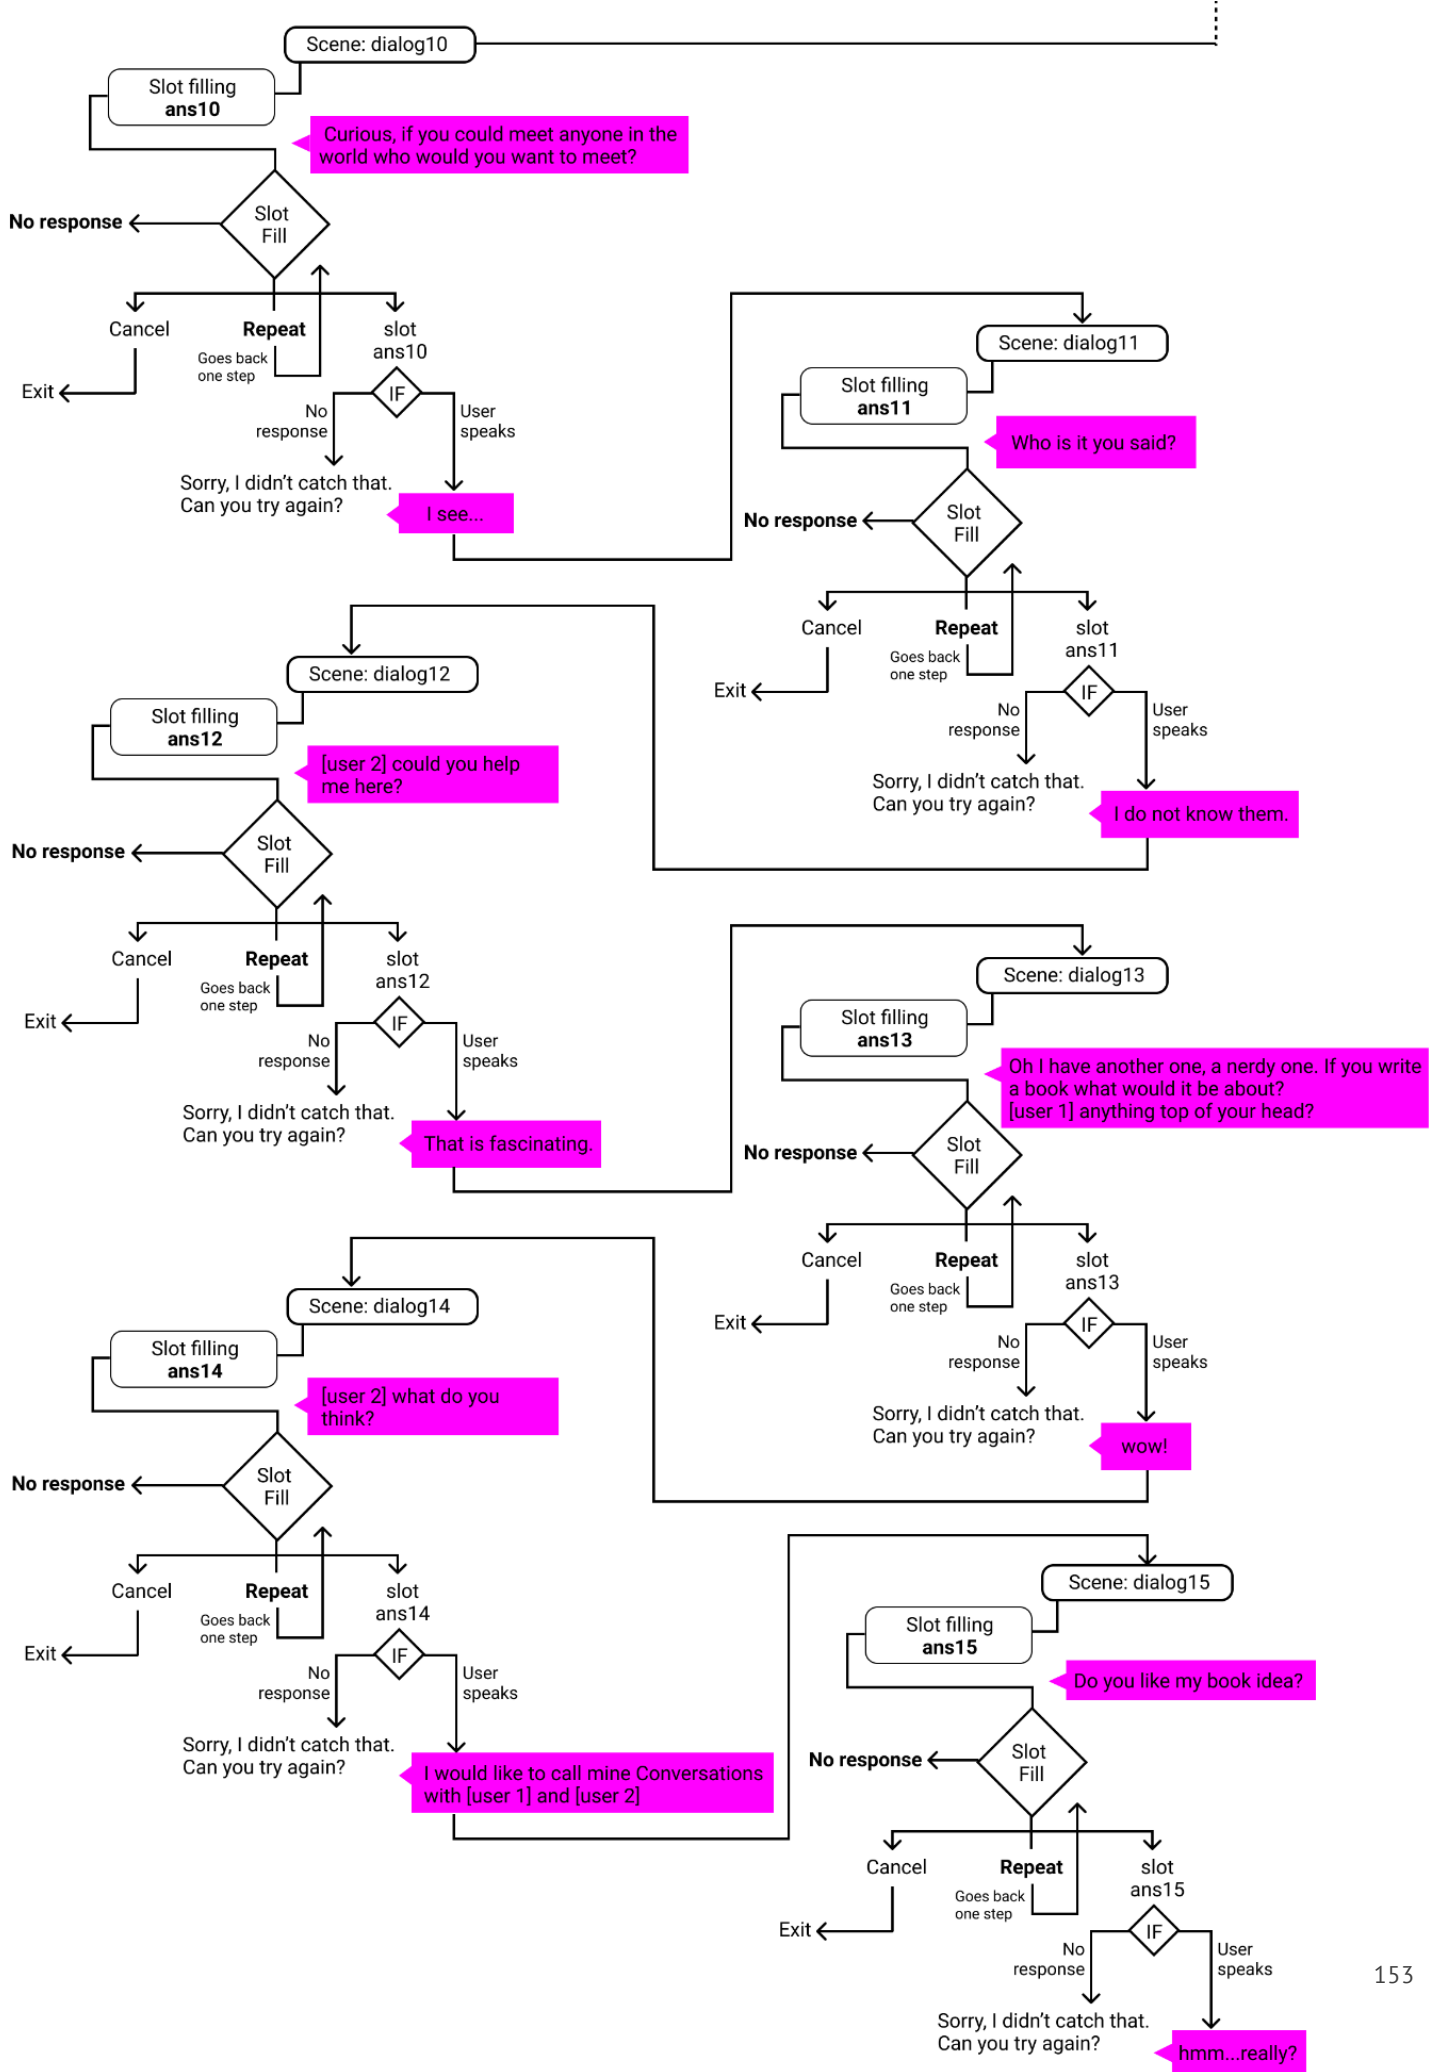 Scene: dialog10
Slot filling
ans10
Curious, if you could meet anyone in the
world who would you want to meet?
Slot
Fill
No response
Cancel
Repeat
Goes back
one step
slot
ans10
Exit
IF
No
response
User
speaks
Sorry, I didn't catch that.
Can you try again?
I see...
Scene: dialog11
Slot filling
ans11
Who is it you said?
Slot
Fill
No response
Cancel
Repeat
Goes back
one step
slot
ans11
Exit
IF
No
response
User
speaks
Sorry, I didn't catch that.
Can you try again?
I do not know them.
Scene: dialog12
Slot filling
ans12
[user 2] could you help
me here?
Slot
Fill
No response
Cancel
Repeat
Goes back
one step
slot
ans12
Exit
IF
No
response
User
speaks
Sorry, I didn't catch that.
Can you try again?
That is fascinating.
Scene: dialog13
Slot filling
ans13
Oh I have another one, a nerdy one. If you write
a book what would it be about?
[user 1] anything top of your head?
Slot
Fill
No response
Cancel
Repeat
Goes back
one step
slot
ans13
Exit
IF
No
response
User
speaks
Sorry, I didn't catch that.
Can you try again?
wow!
Scene: dialog14
Slot filling
ans14
[user 2] what do you
think?
Slot
Fill
No response
Cancel
Repeat
Goes back
one step
slot
ans14
Exit
IF
No
response
User
speaks
Sorry, I didn't catch that.
Can you try again?
I would like to call mine Conversations
with [user 1] and [user 2]
Scene: dialog15
Slot filling
ans15
Do you like my book idea?
Slot
Fill
No response
Cancel
Repeat
Goes back
one step
slot
ans15
Exit
IF
No
response
User
speaks
Sorry, I didn't catch that.
Can you try again?
hmm...really?
153